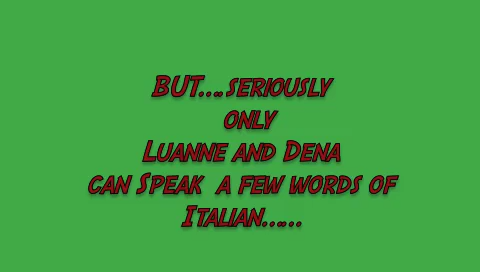 BUT....SERIOUSLY
ONLY
LUANNE AND DENA
CAN SPEAK A FEW WORDS OF
ITALIAN......